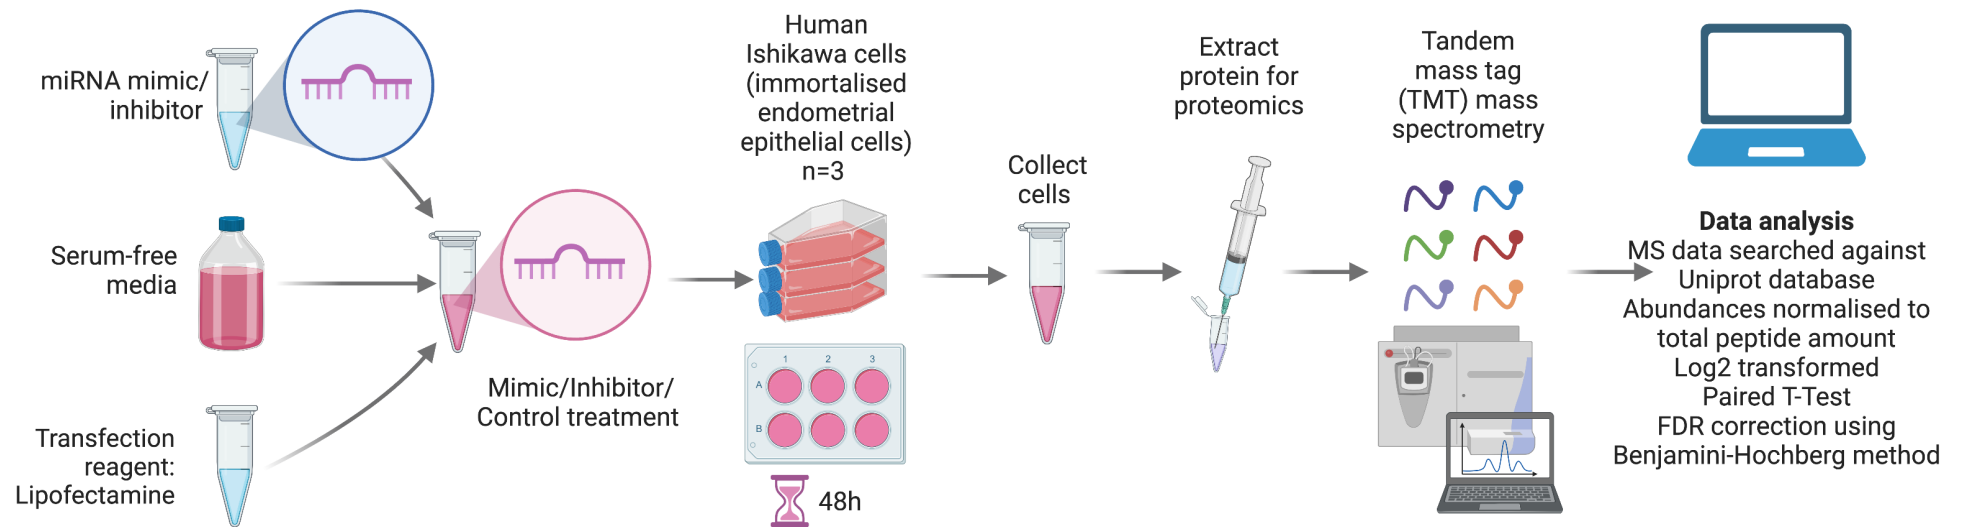 miRNA mimic/
inhibitor
Serum-free
media
Transfection
reagent:
Lipofectamine
Mimic/Inhibitor/
Control treatment
Human
Ishikawa cells
(immortalised
endometrial
epithelial cells)
n=3
1 2 3
A
B
48h
Collect
cells
Extract
protein for
proteomics
Tandem
mass tag
(TMT) mass
spectrometry
Data analysis
MS data searched against
Uniprot database
Abundances normalised to
total peptide amount
Log2 transformed
Paired T-Test
FDR correction using
Benjamini-Hochberg method